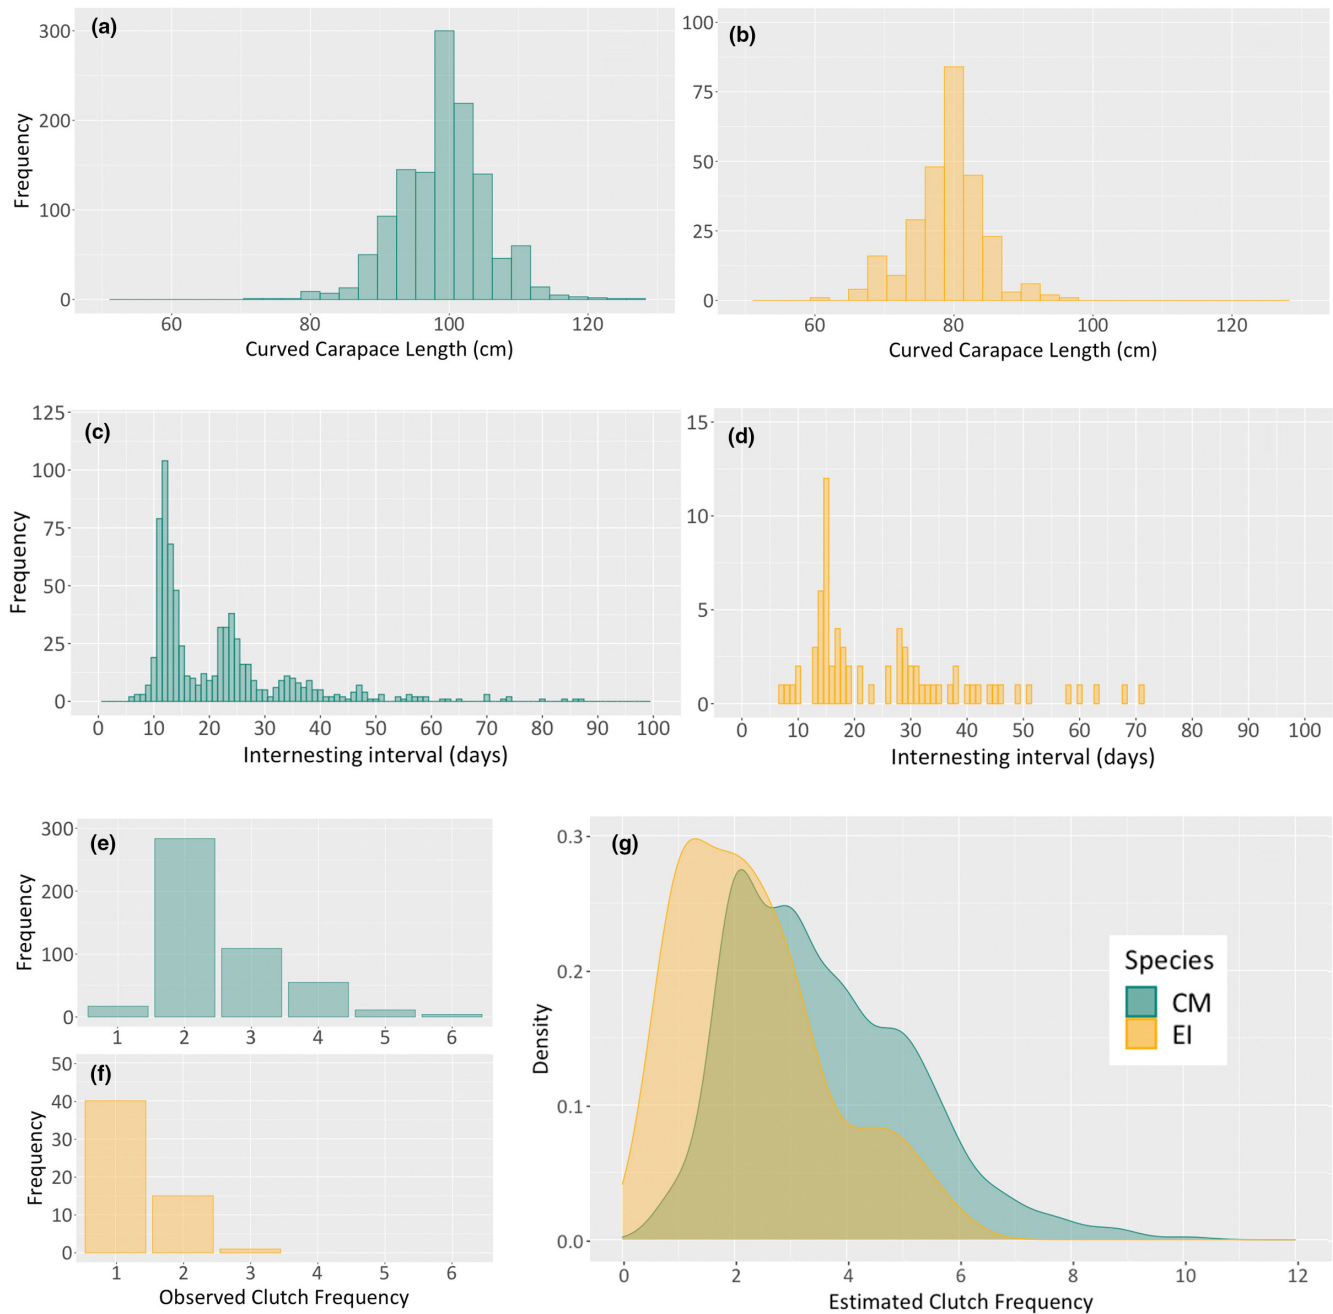 (a)
300
200
100
0
Frequency
60 80 100 120
Curved Carapace Length (cm)
(b)
100
75
50
25
0
60 80 100 120
Curved Carapace Length (cm)
(c)
125
100
75
50
25
0
Frequency
0 10 20 30 40 50 60 70 80 90 100
Internesting interval (days)
(d)
15
10
5
0
0 10 20 30 40 50 60 70 80 90 100
Internesting interval (days)
(e)
300
200
100
0
Frequency
1 2 3 4 5 6
(f)
50
40
30
20
10
0
Frequency
1 2 3 4 5 6
Observed Clutch Frequency
(g)
0.3
0.2
0.1
0.0
Density
Species
CM
EI
0 2 4 6 8 10 12
Estimated Clutch Frequency